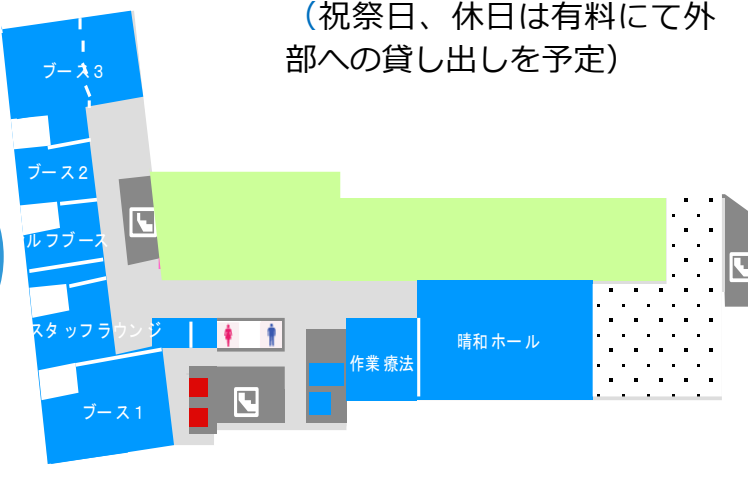 （祝祭日、休日は有料にて外
部への貸し出しを予定）
ブース3
ブース2
ルフブース
スタッフラウンジ
ブース1
作業療法
晴和ホール